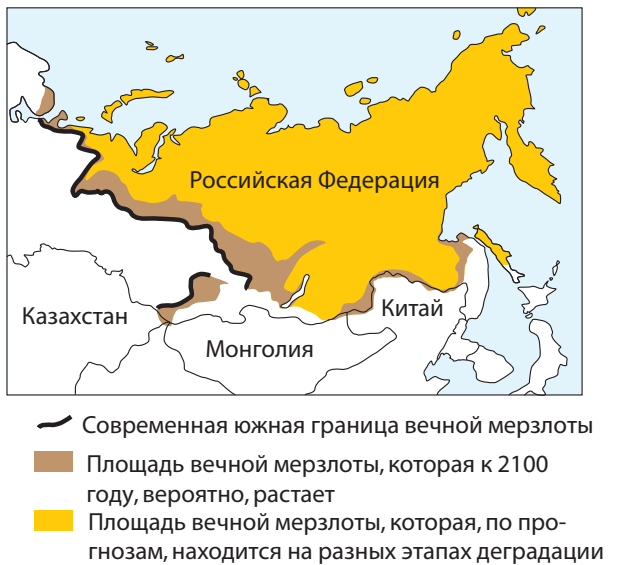 Российская Федерация
Казахстан
Китай
Монголия
Современная южная граница вечной мерзлоты
Площадь вечной мерзлоты, которая к 2100
году, вероятно, растает
Площадь вечной мерзлоты, которая, по про-
гнозам, находится на разных этапах деградации